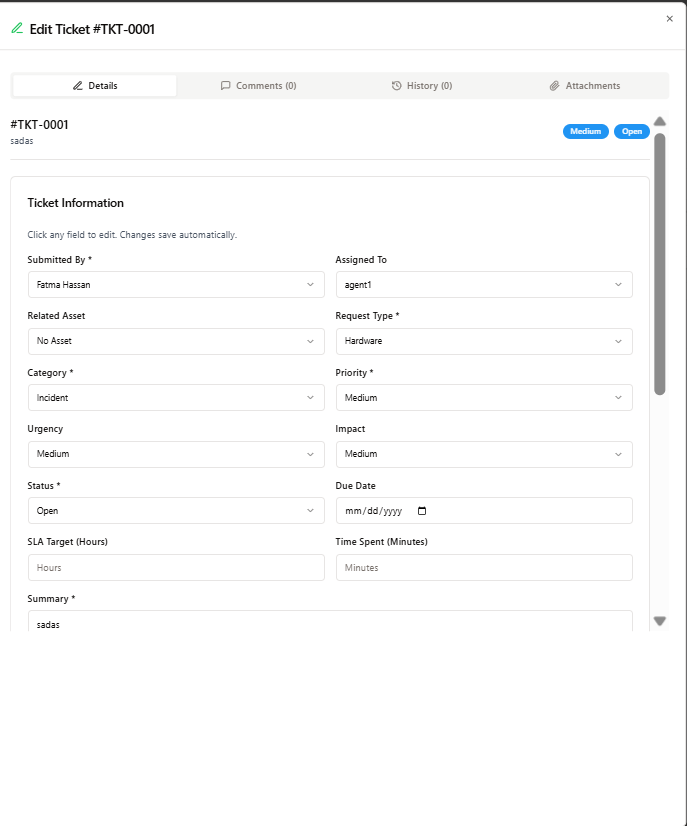 Edit Ticket #TKT-0001
Details
Comments (0)
History (0)
Attachments
#TKT-0001
Medium
Open
sadas
Ticket Information
Click any field to edit. Changes save automatically.
Submitted By *
Assigned To
Fatma Hassan
agent1
Related Asset
Request Type *
No Asset
Hardware
Category *
Priority *
Incident
Medium
Urgency
Impact
Medium
Medium
Status *
Due Date
Open
mm/dd/yyyy
SLA Target (Hours)
Time Spent (Minutes)
Hours
Minutes
Summary *
sadas